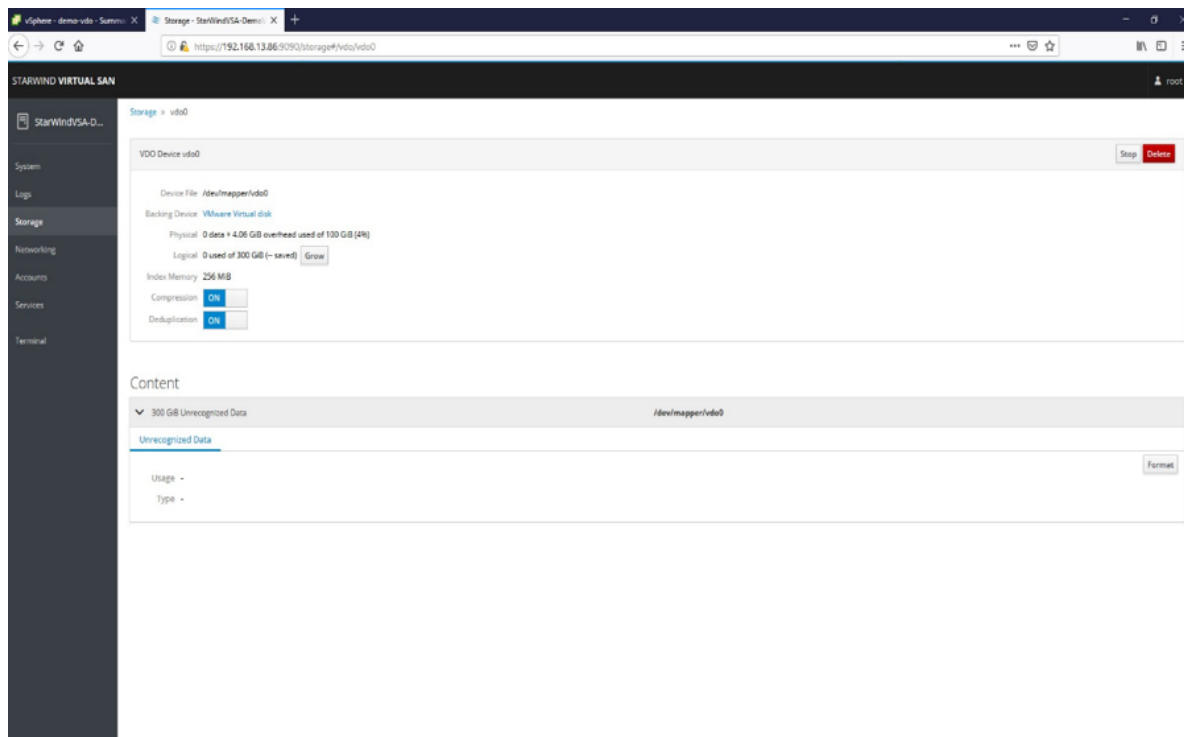 vSphere - demo-vdo - Summa
Storage - StarWindVSA-Demo
https://192.168.13.86:9090/storage#/vdo/vdo0
STARWIND VIRTUAL SAN
root
StarWindVSA-D...
Storage » vdo0
System
Logs
Storage
Networking
Accounts
Services
Terminal
VDO Device vdo0
Stop Delete
Device File /dev/mapper/vdo0
Backing Device VMware Virtual disk
Physical 0 data + 4.06 GiB overhead used of 100 GiB (4%)
Logical 0 used of 300 GiB (-- saved) Grow
Index Memory 256 MiB
Compression ON
Deduplication ON
Content
300 GiB Unrecognized Data /dev/mapper/vdo0
Unrecognized Data
Format
Usage -
Type -